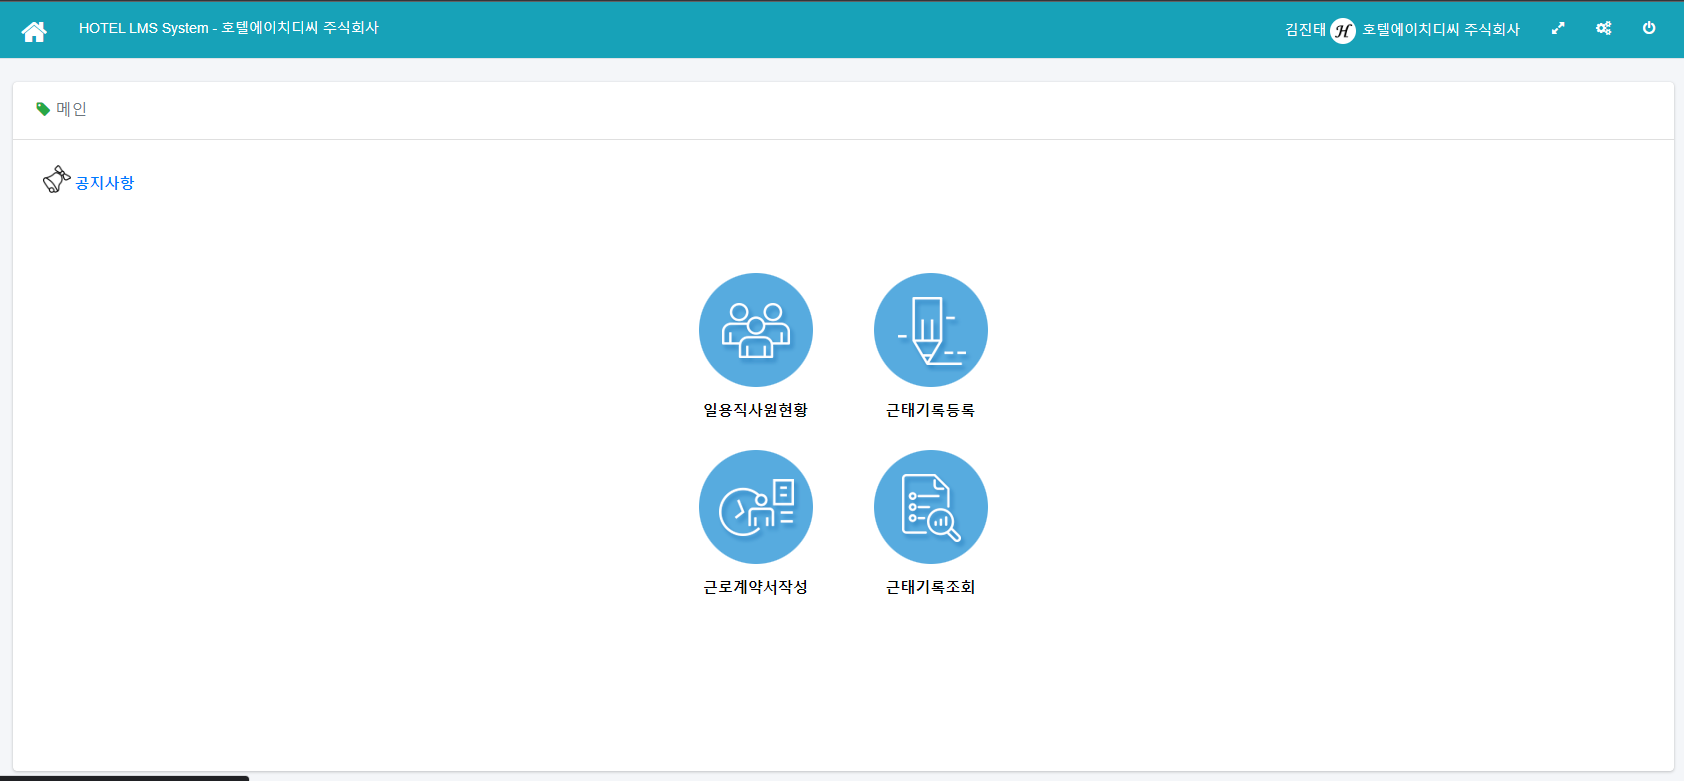 HOTEL LMS System - 호텔에이치디씨 주식회사
김진태 H 호텔에이치디씨 주식회사
메인
공지사항
일용직사원현황
근태기록등록
근로계약서작성
근태기록조회